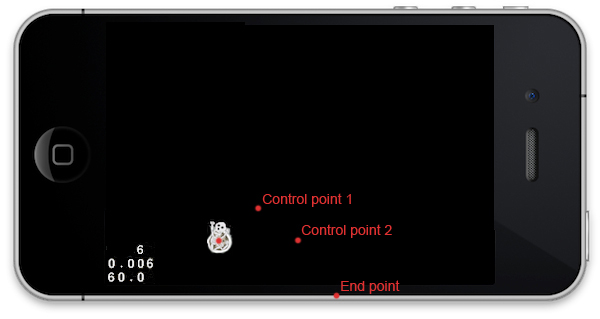 Control point 1
Control point 2
6
0.006
60.0
End point